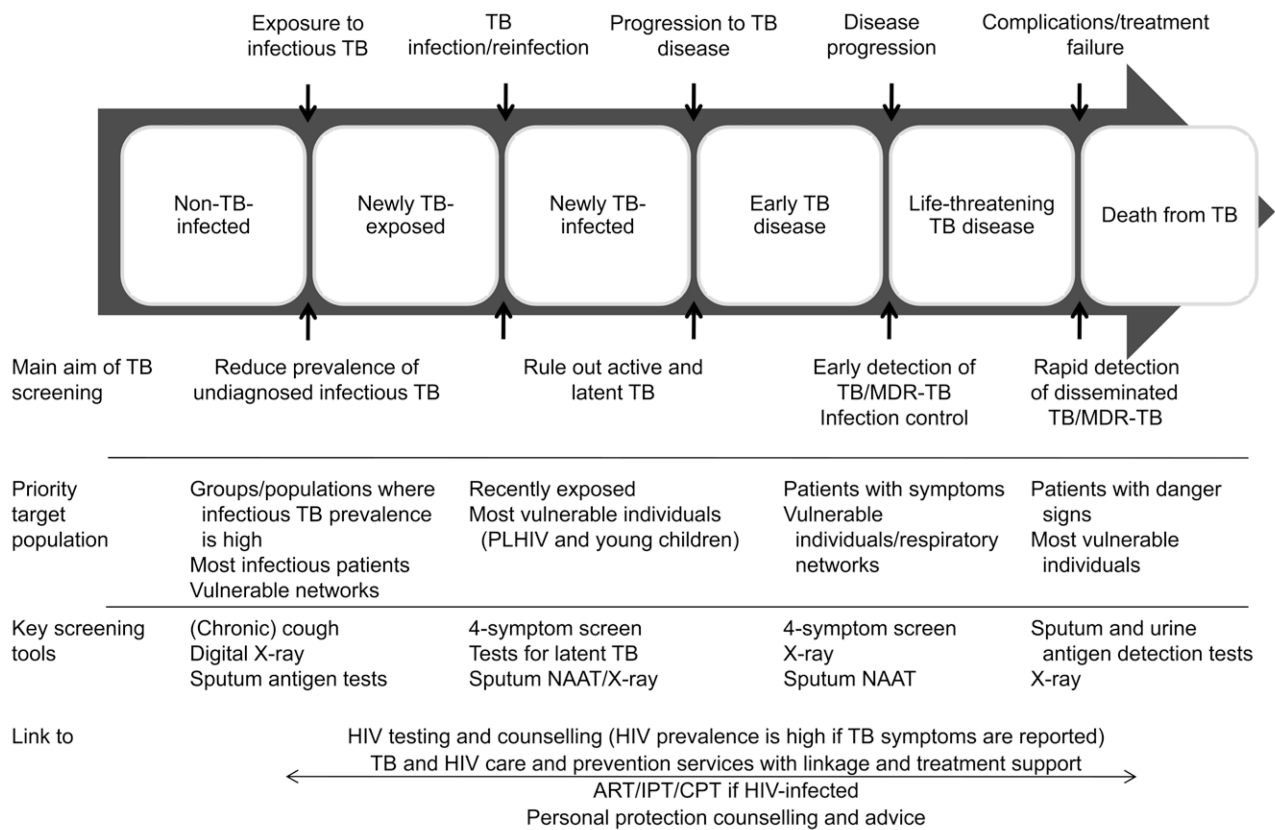 Exposure to
infectious TB
TB
infection/reinfection
Progression to TB
disease
Disease
progression
Complications/treatment
failure
Non-TB-
infected
Newly TB-
exposed
Newly TB-
infected
Early TB
disease
Life-threatening
TB disease
Death from TB
Main aim of TB
screening
Reduce prevalence of
undiagnosed infectious TB
Rule out active and
latent TB
Early detection of
TB/MDR-TB
Infection control
Rapid detection
of disseminated
TB/MDR-TB
Priority
target
population
Groups/populations where
infectious TB prevalence
is high
Most infectious patients
Vulnerable networks
Recently exposed
Most vulnerable individuals
(PLHIV and young children)
Patients with symptoms
Vulnerable
individuals/respiratory
networks
Patients with danger
signs
Most vulnerable
individuals
Key screening
tools
(Chronic) cough
Digital X-ray
Sputum antigen tests
4-symptom screen
Tests for latent TB
Sputum NAAT/X-ray
4-symptom screen
X-ray
Sputum NAAT
Sputum and urine
antigen detection tests
X-ray
Link to
HIV testing and counselling (HIV prevalence is high if TB symptoms are reported)
TB and HIV care and prevention services with linkage and treatment support
ART/IPT/CPT if HIV-infected
Personal protection counselling and advice